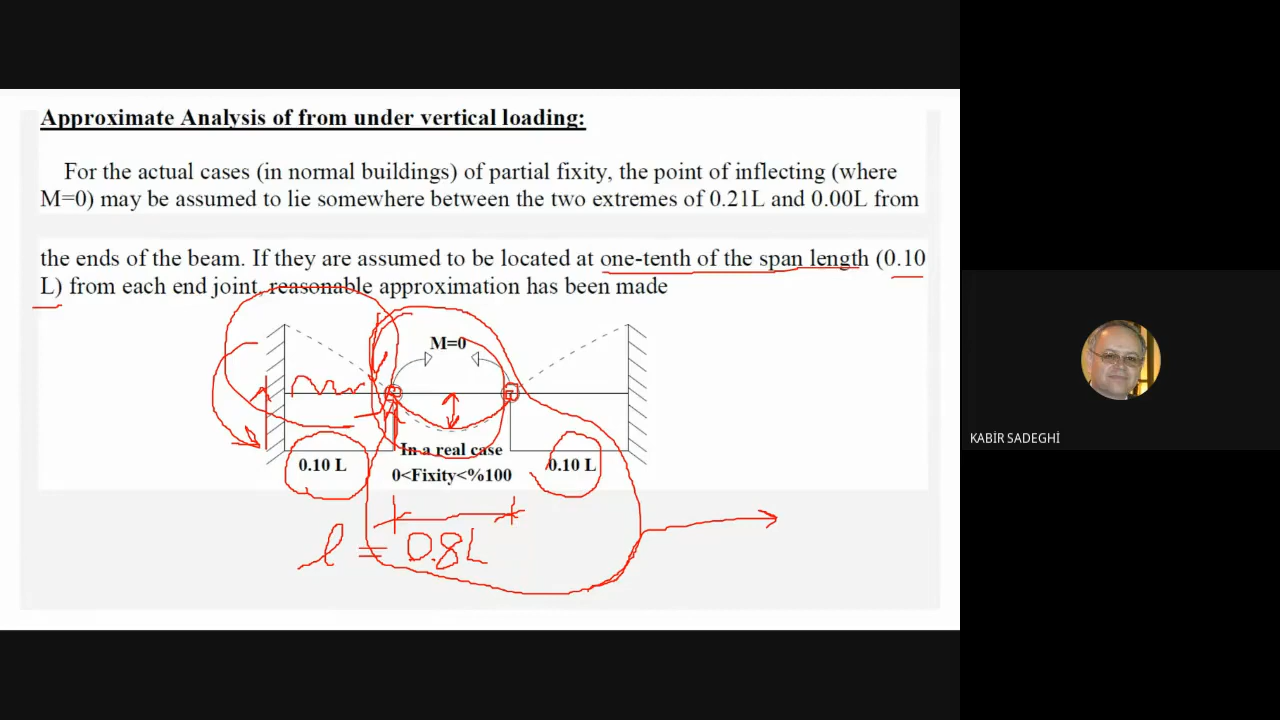 Approximate Analysis of from under vertical loading:
For the actual cases (in normal buildings) of partial fixity, the point of inflecting (where
M=0) may be assumed to lie somewhere between the two extremes of 0.21L and 0.00L from
the ends of the beam. If they are assumed to be located at one-tenth of the span length (0.10
L) from each end joint, reasonable approximation has been made
M=0
In a real case
0.10 L
0<Fixity<%100
0.10 L
l = 0.8L
KABİR SADEGHİ